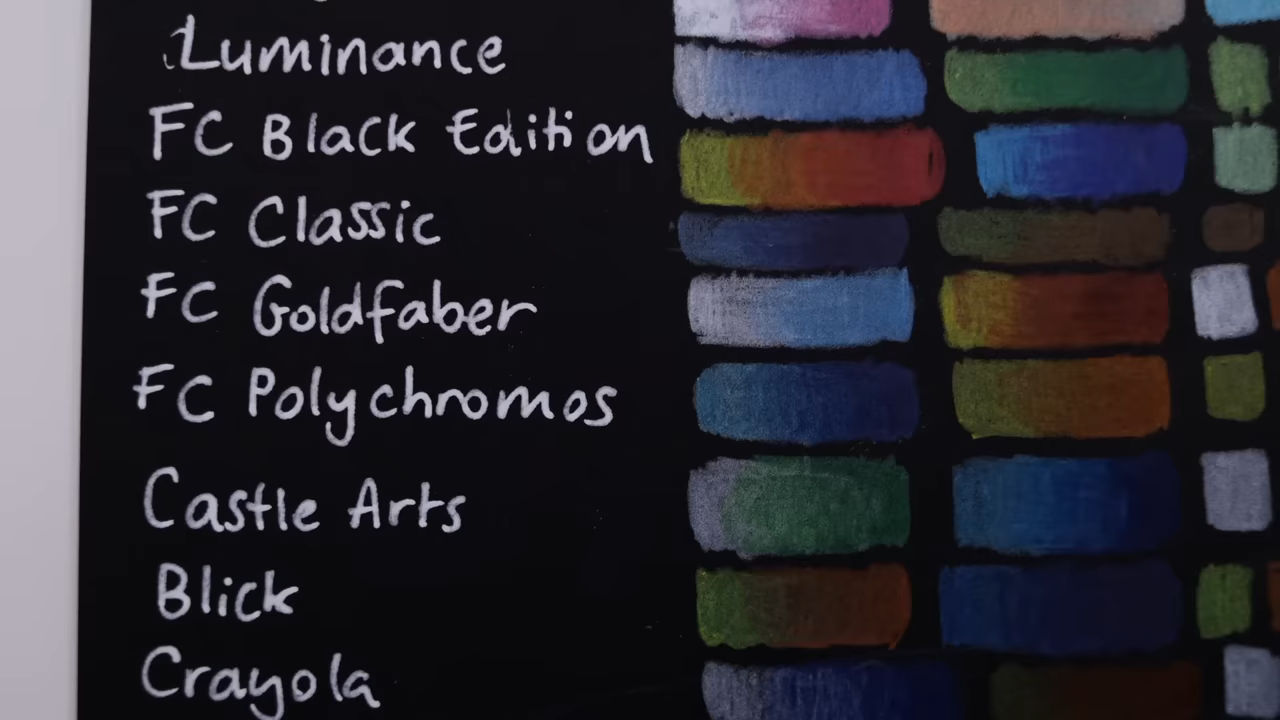 Luminance
FC Black Edition
FC Classic
FC Goldfaber
FC Polychromos
Castle Arts
Blick
Crayola